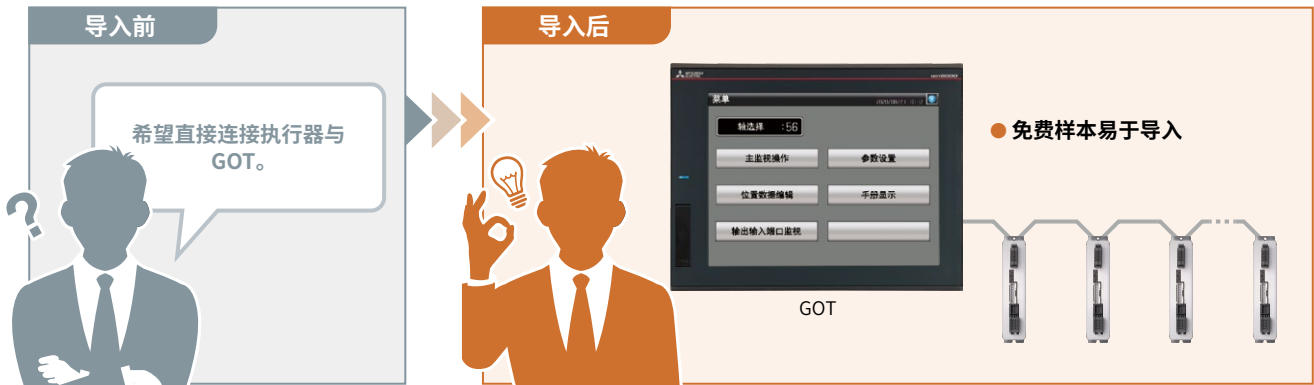 导入前
希望直接连接执行器与
GOT。
导入后
MITSUBISHI
ELECTRIC
GOT2000
菜单
轴选择 :56
主监视操作
参数设置
位置数据编辑
手册显示
输出输入端口监视
GOT
● 免费样本易于导入